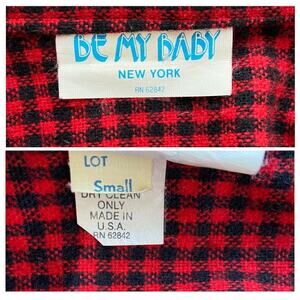 BE MY BABY
NEW YORK
RN 62842
LOT
Small
DRY CLEAN
ONLY
MADE IN
U.S.A.
RN 62842